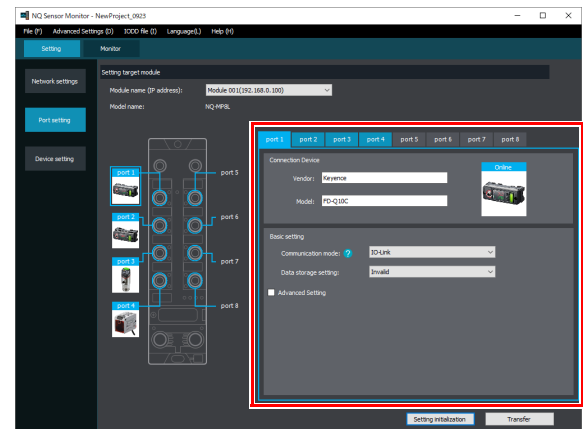 NQ Sensor Monitor - NewProject_0923
File (F) Advanced Settings (D) IODD file (I) Language(L) Help (H)
Setting Monitor
Setting target module
Network settings
Module name (IP address): Module 001(192.168.0.100)
Model name: NQ-MP8L
Port setting
Device setting
port 1
port 2
port 3
port 4
port 5
port 6
port 7
port 8
port 1 port 2 port 3 port 4 port 5 port 6 port 7 port 8
Connection Device
Online
Vendor: Keyence
Model: FD-Q10C
Basic setting
Communication mode: ? IO-Link
Data storage setting: Invalid
Advanced Setting
Setting initialization Transfer